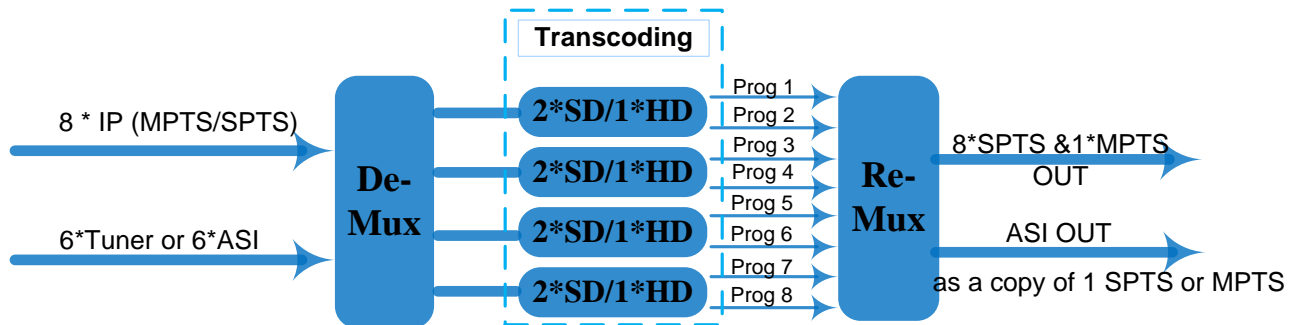 Transcoding
8 * IP (MPTS/SPTS)
6*Tuner or 6*ASI
De-
Mux
2*SD/1*HD
2*SD/1*HD
2*SD/1*HD
2*SD/1*HD
Prog 1
Prog 2
Prog 3
Prog 4
Prog 5
Prog 6
Prog 7
Prog 8
Re-
Mux
8*SPTS &1*MPTS
OUT
ASI OUT
as a copy of 1 SPTS or MPTS